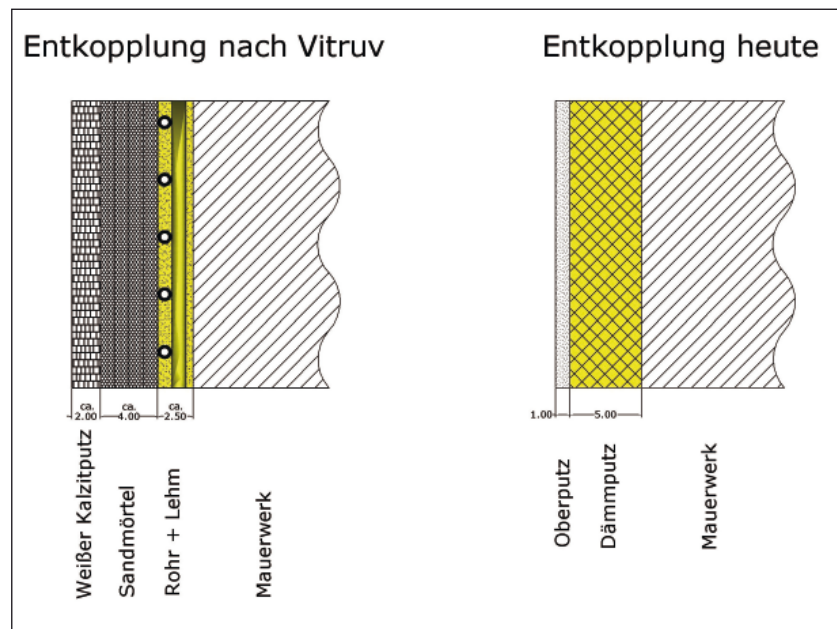 Entkopplung nach Vitruv
ca.
2.00
ca.
4.00
ca.
2.50
Weißer Kalzitputz
Sandmörtel
Rohr + Lehm
Mauerwerk
Entkopplung heute
1.00
5.00
Oberputz
Dämmputz
Mauerwerk